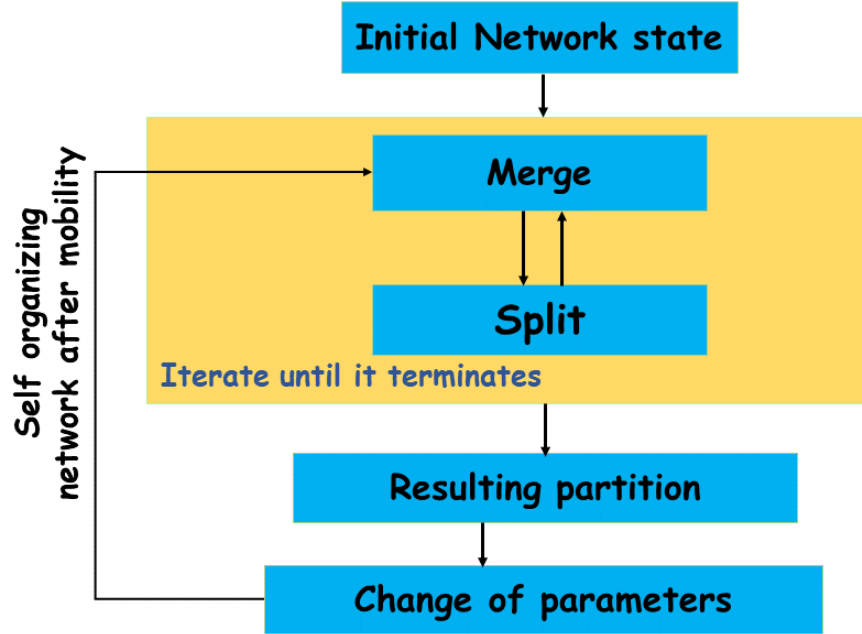 Initial Network state
Merge
Split
Iterate until it terminates
Self organizing
network after mobility
Resulting partition
Change of parameters